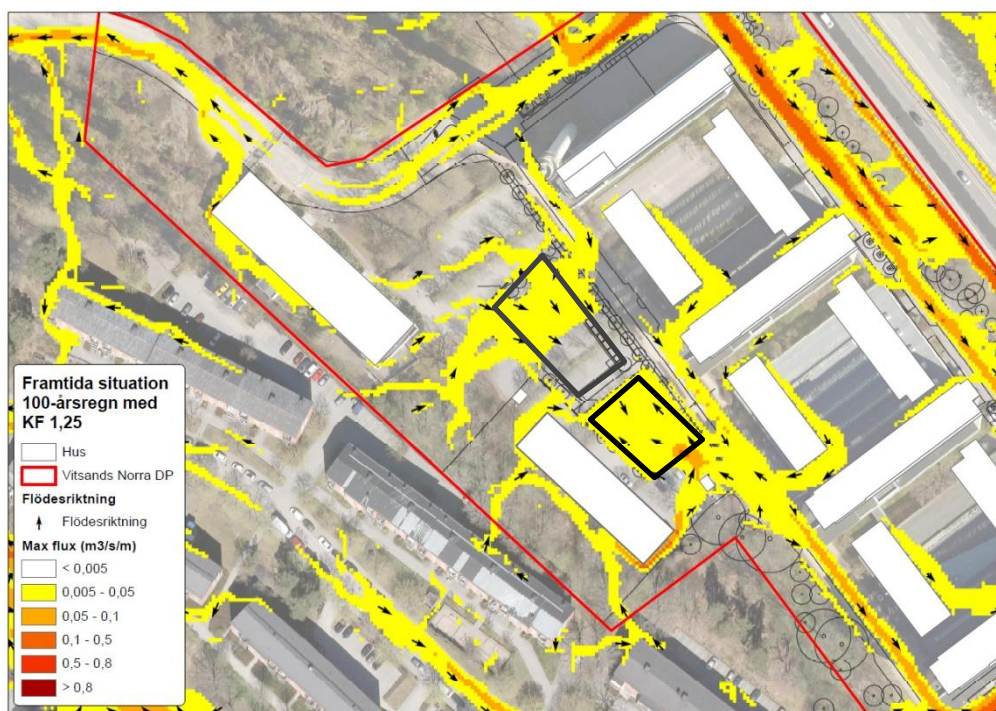 Framtida situation
100-årsregn med
KF 1,25
Hus
Vitsands Norra DP
Flödesriktning
Flödesriktning
Max flux (m3/s/m)
< 0,005
0,005 - 0,05
0,05 - 0,1
0,1 - 0,5
0,5 - 0,8
> 0,8